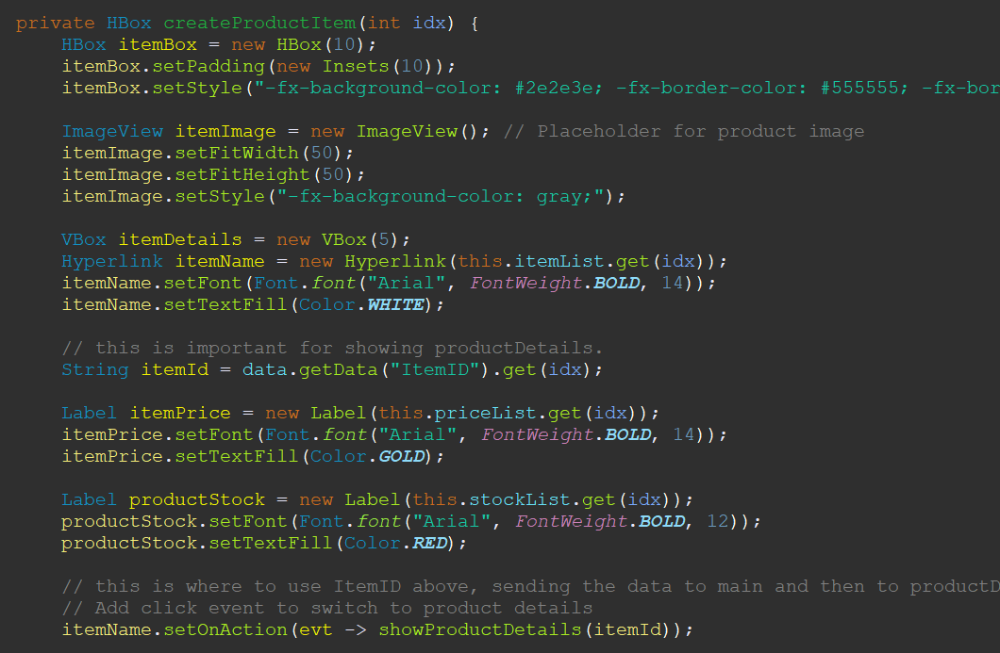 private HBox createProductItem(int idx) {
    HBox itemBox = new HBox(10);
    itemBox.setPadding(new Insets(10));
    itemBox.setStyle("-fx-background-color: #2e2e3e; -fx-border-color: #555555; -fx-bor

    ImageView itemImage = new ImageView(); // Placeholder for product image
    itemImage.setFitWidth(50);
    itemImage.setFitHeight(50);
    itemImage.setStyle("-fx-background-color: gray;");

    VBox itemDetails = new VBox(5);
    Hyperlink itemName = new Hyperlink(this.itemList.get(idx));
    itemName.setFont(Font.font("Arial", FontWeight.BOLD, 14));
    itemName.setTextFill(Color.WHITE);

    // this is important for showing productDetails.
    String itemId = data.getData("ItemID").get(idx);

    Label itemPrice = new Label(this.priceList.get(idx));
    itemPrice.setFont(Font.font("Arial", FontWeight.BOLD, 14));
    itemPrice.setTextFill(Color.GOLD);

    Label productStock = new Label(this.stockList.get(idx));
    productStock.setFont(Font.font("Arial", FontWeight.BOLD, 12));
    productStock.setTextFill(Color.RED);

    // this is where to use ItemID above, sending the data to main and then to productD
    // Add click event to switch to product details
    itemName.setOnAction(evt -> showProductDetails(itemId));